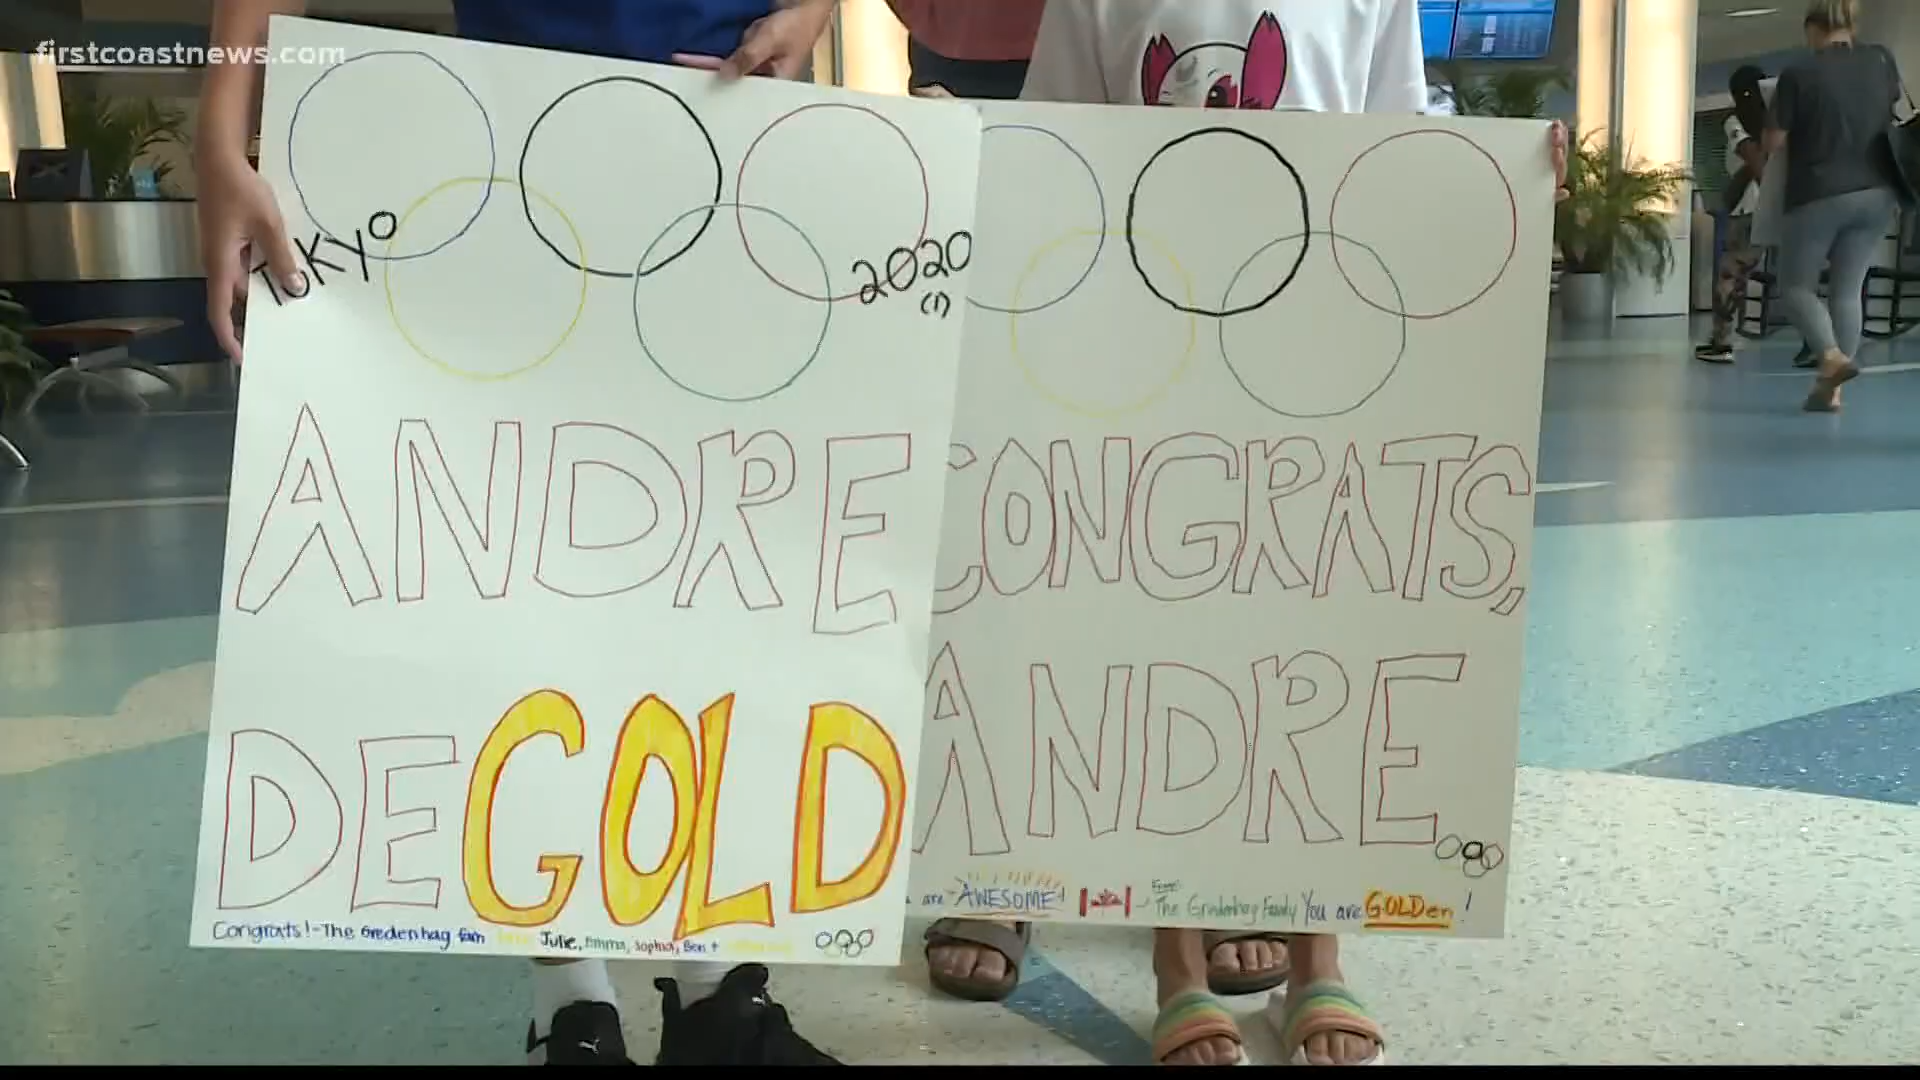 firstcoastnews.com
TOKYO 2020
(1)
ANDRE
DEGOLD
Congrats! -The Gredenhag fam Julie, Emma, Sophia, Ben +
CONGRATS,
ANDRE
are AWESOME!
From:
The Gredenhag Family You are GOLDen!